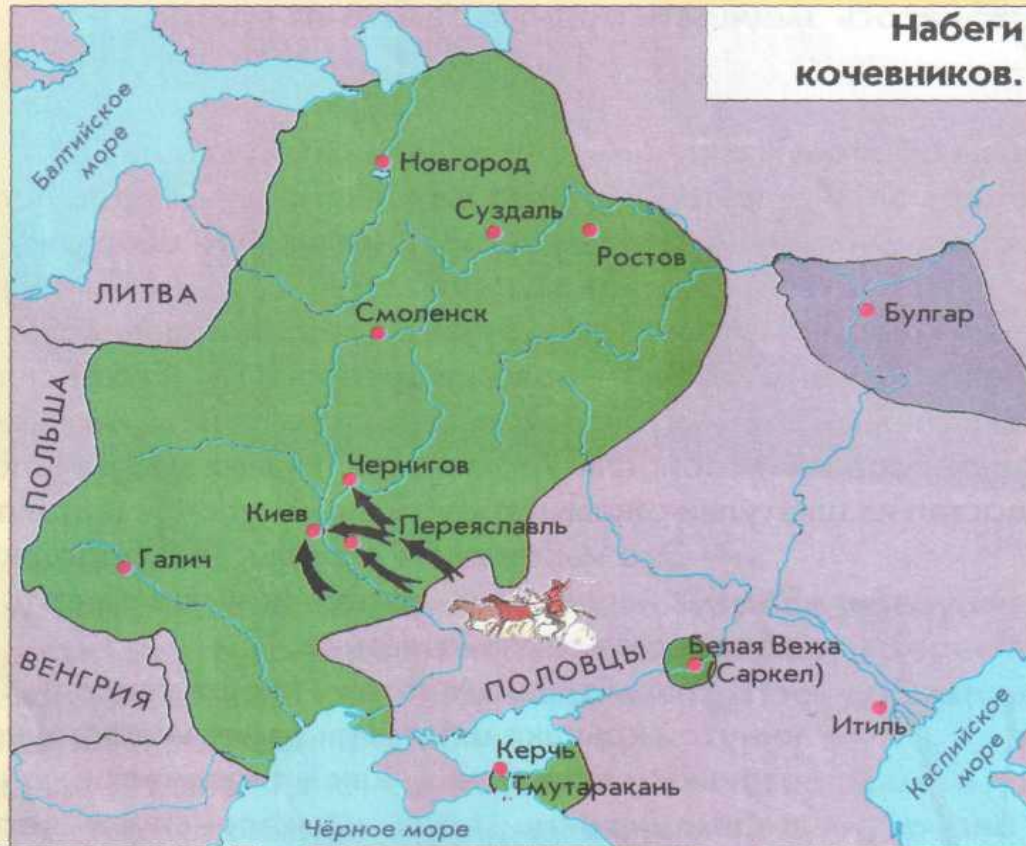 Набеги
кочевников.
Балтийское
море
Новгород
Суздаль
Ростов
ЛИТВА
Смоленск
Булгар
ПОЛЬША
Чернигов
Киев
Переяславль
Галич
ВЕНГРИЯ
ПОЛОВЦЫ
Белая Вежа
(Саркел)
Итиль
Каспийское
море
Керчь
Тмутаракань
Чёрное море